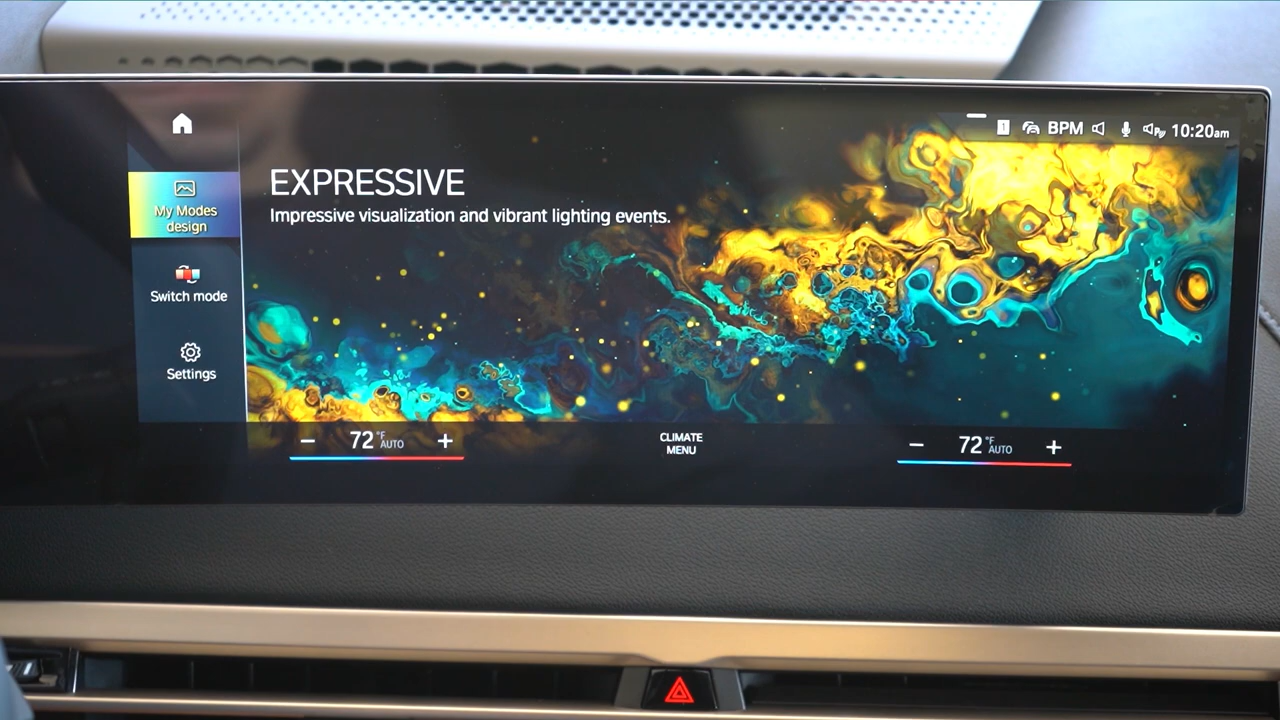 1 BPM 10:20am
EXPRESSIVE
Impressive visualization and vibrant lighting events.
My Modes
design
Switch mode
Settings
− 72 °F AUTO +
CLIMATE
MENU
− 72 °F AUTO +